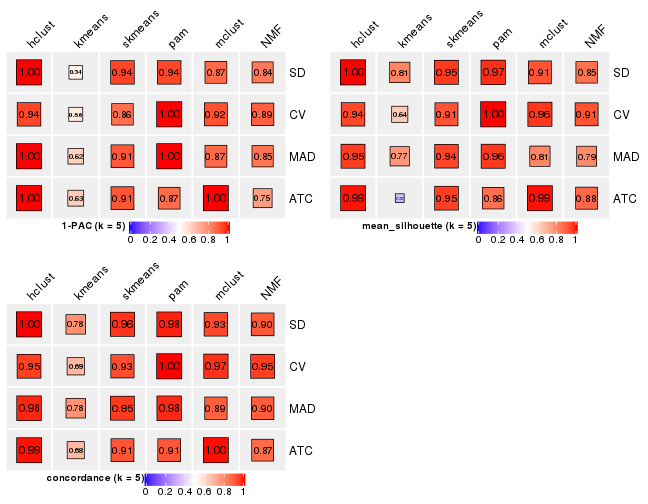 hclust kmeans skmeans pam mclust NMF
1.00 0.54 0.94 0.94 0.87 0.84 SD
0.94 0.56 0.86 1.00 0.92 0.89 CV
1.00 0.62 0.91 1.00 0.87 0.85 MAD
1.00 0.63 0.91 0.87 1.00 0.75 ATC
1-PAC (k = 5)
0 0.2 0.4 0.6 0.8 1
hclust kmeans skmeans pam mclust NMF
1.00 0.81 0.95 0.97 0.91 0.85 SD
0.94 0.64 0.91 1.00 0.96 0.91 CV
0.95 0.77 0.94 0.96 0.81 0.79 MAD
0.99 0.95 0.86 0.99 0.88 ATC
mean_silhouette (k = 5)
0 0.2 0.4 0.6 0.8 1
hclust kmeans skmeans pam mclust NMF
1.00 0.78 0.96 0.98 0.93 0.90 SD
0.95 0.69 0.93 1.00 0.97 0.95 CV
0.98 0.78 0.95 0.98 0.89 0.90 MAD
0.99 0.68 0.91 0.91 1.00 0.87 ATC
concordance (k = 5)
0 0.2 0.4 0.6 0.8 1